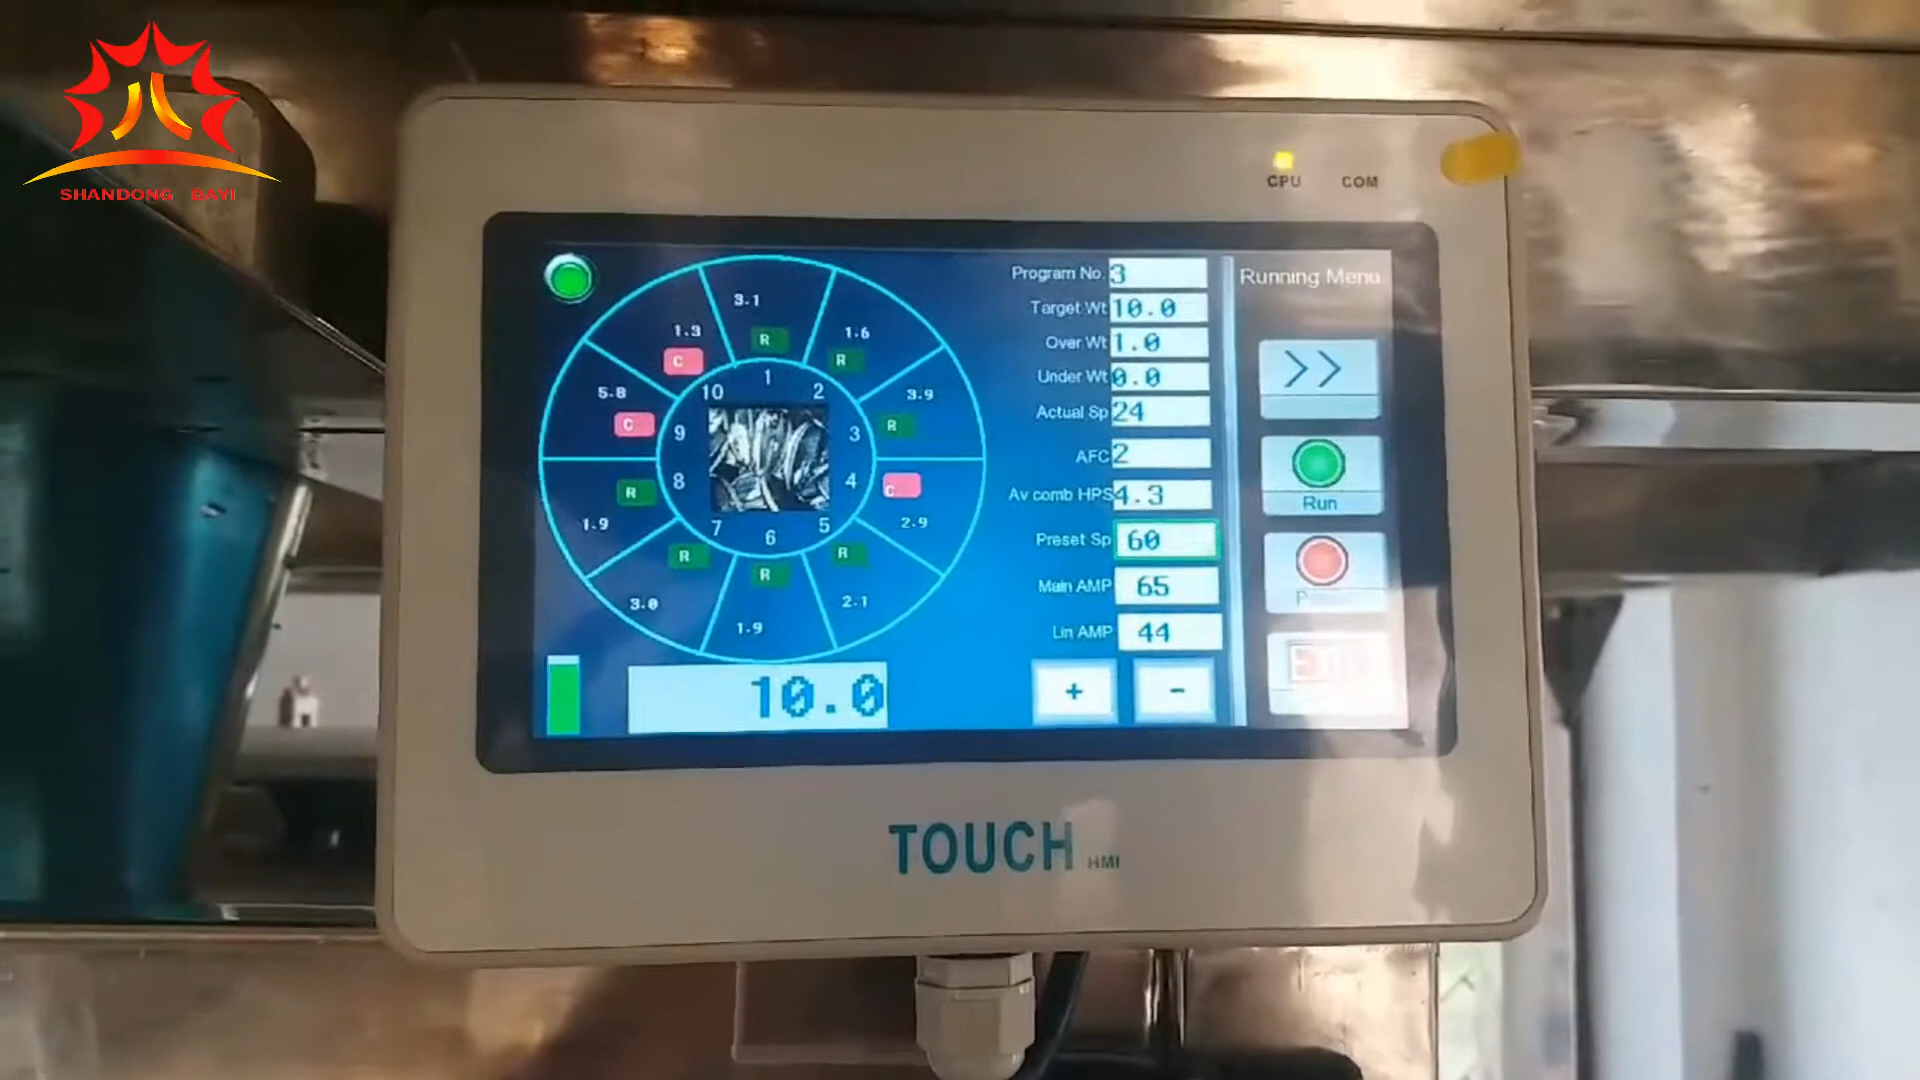 SHANDONG BAYI
CPU COM
Running Menu
Program No. 3
Target Wt 10.0
Over Wt 1.0
Under Wt 0.0
Actual Sp 24
AFC 2
Av comb HPS 4.3
Preset Sp 60
Main AMP 65
Lin AMP 44
+ -
>>
Run
3.1
R
1
1.6
R
2
3.9
R
3
C
4
2.9
R
5
2.1
R
6
1.9
R
7
3.0
R
8
1.9
5.8
C
9
1.3
C
10
10.0
TOUCH HMI